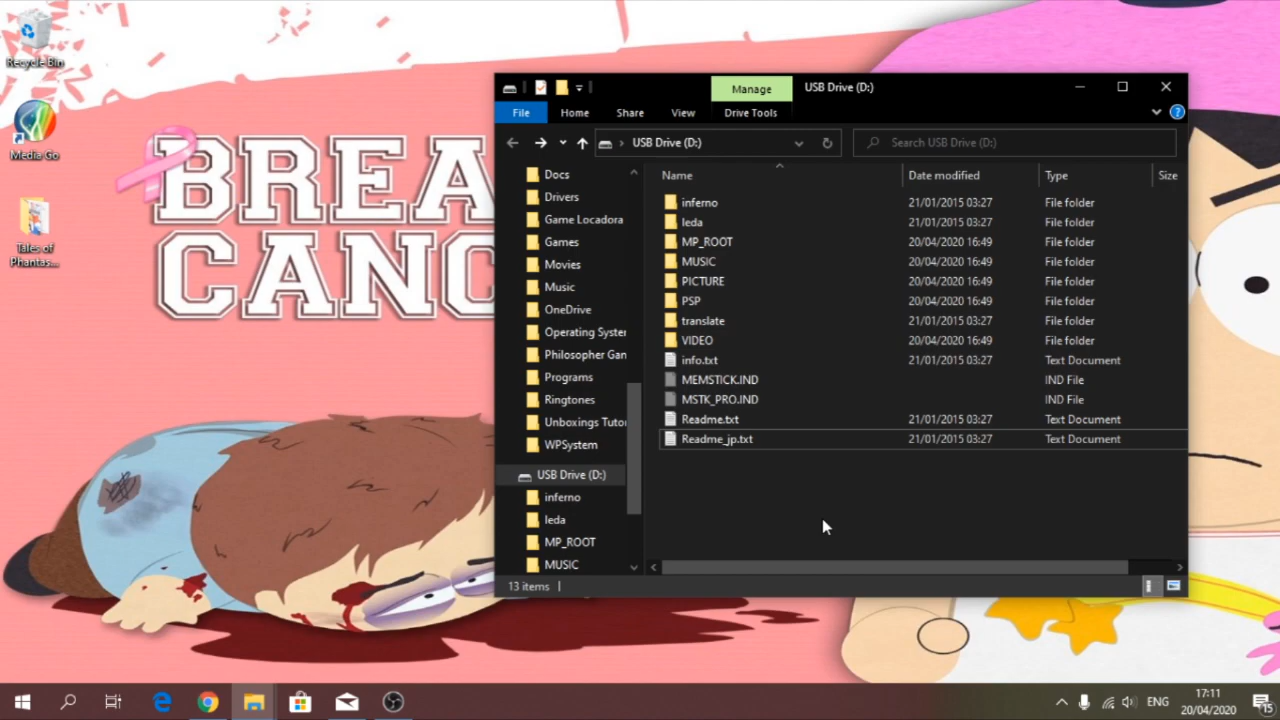 Recycle Bin
Media Go
Tales of
Phantas...
BREA
CANC
Manage
USB Drive (D:)
File
Home
Share
View
Drive Tools
USB Drive (D:)
Search USB Drive (D:)
Docs
Drivers
Game Locadora
Games
Movies
Music
OneDrive
Operating Syster
Philosopher Gan
Programs
Ringtones
Unboxings Tutor
WPSystem
USB Drive (D:)
inferno
leda
MP_ROOT
MUSIC
Name Date modified Type Size
inferno 21/01/2015 03:27 File folder
leda 21/01/2015 03:27 File folder
MP_ROOT 20/04/2020 16:49 File folder
MUSIC 20/04/2020 16:49 File folder
PICTURE 20/04/2020 16:49 File folder
PSP 20/04/2020 16:49 File folder
translate 21/01/2015 03:27 File folder
VIDEO 20/04/2020 16:49 File folder
info.txt 21/01/2015 03:27 Text Document
MEMSTICK.IND IND File
MSTK_PRO.IND IND File
Readme.txt 21/01/2015 03:27 Text Document
Readme_jp.txt 21/01/2015 03:27 Text Document
13 items
ENG
17:11
20/04/2020
15